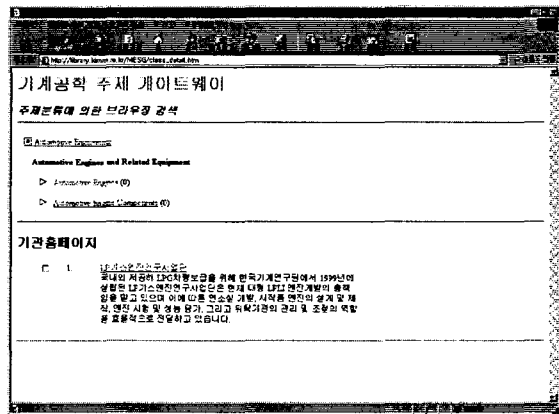 기계공학 주제 게이트웨이
주제분류에 의한 브라우징 검색
Automotive Engineering
Automotive Engines and Related Equipment
▷ Automotive Engines (0)
▷ Automotive Engine Components (0)
기관홈페이지
1. LP가스엔진연구사업단
국내의 저공해 LPG차량보급을 위해 한국기계연구원에서 1999년에
설립된 LP가스엔진연구사업단은 현재 대형 LPLI 엔진개발의 총책
임을 맡고 있으며 이에 따른 연소실 개발, 시작품 엔진의 설계 및 제
작, 엔진 시험 및 성능 평가, 그리고 위탁기관의 관리 및 조정의 역할
을 효율적으로 전달하고 있습니다.